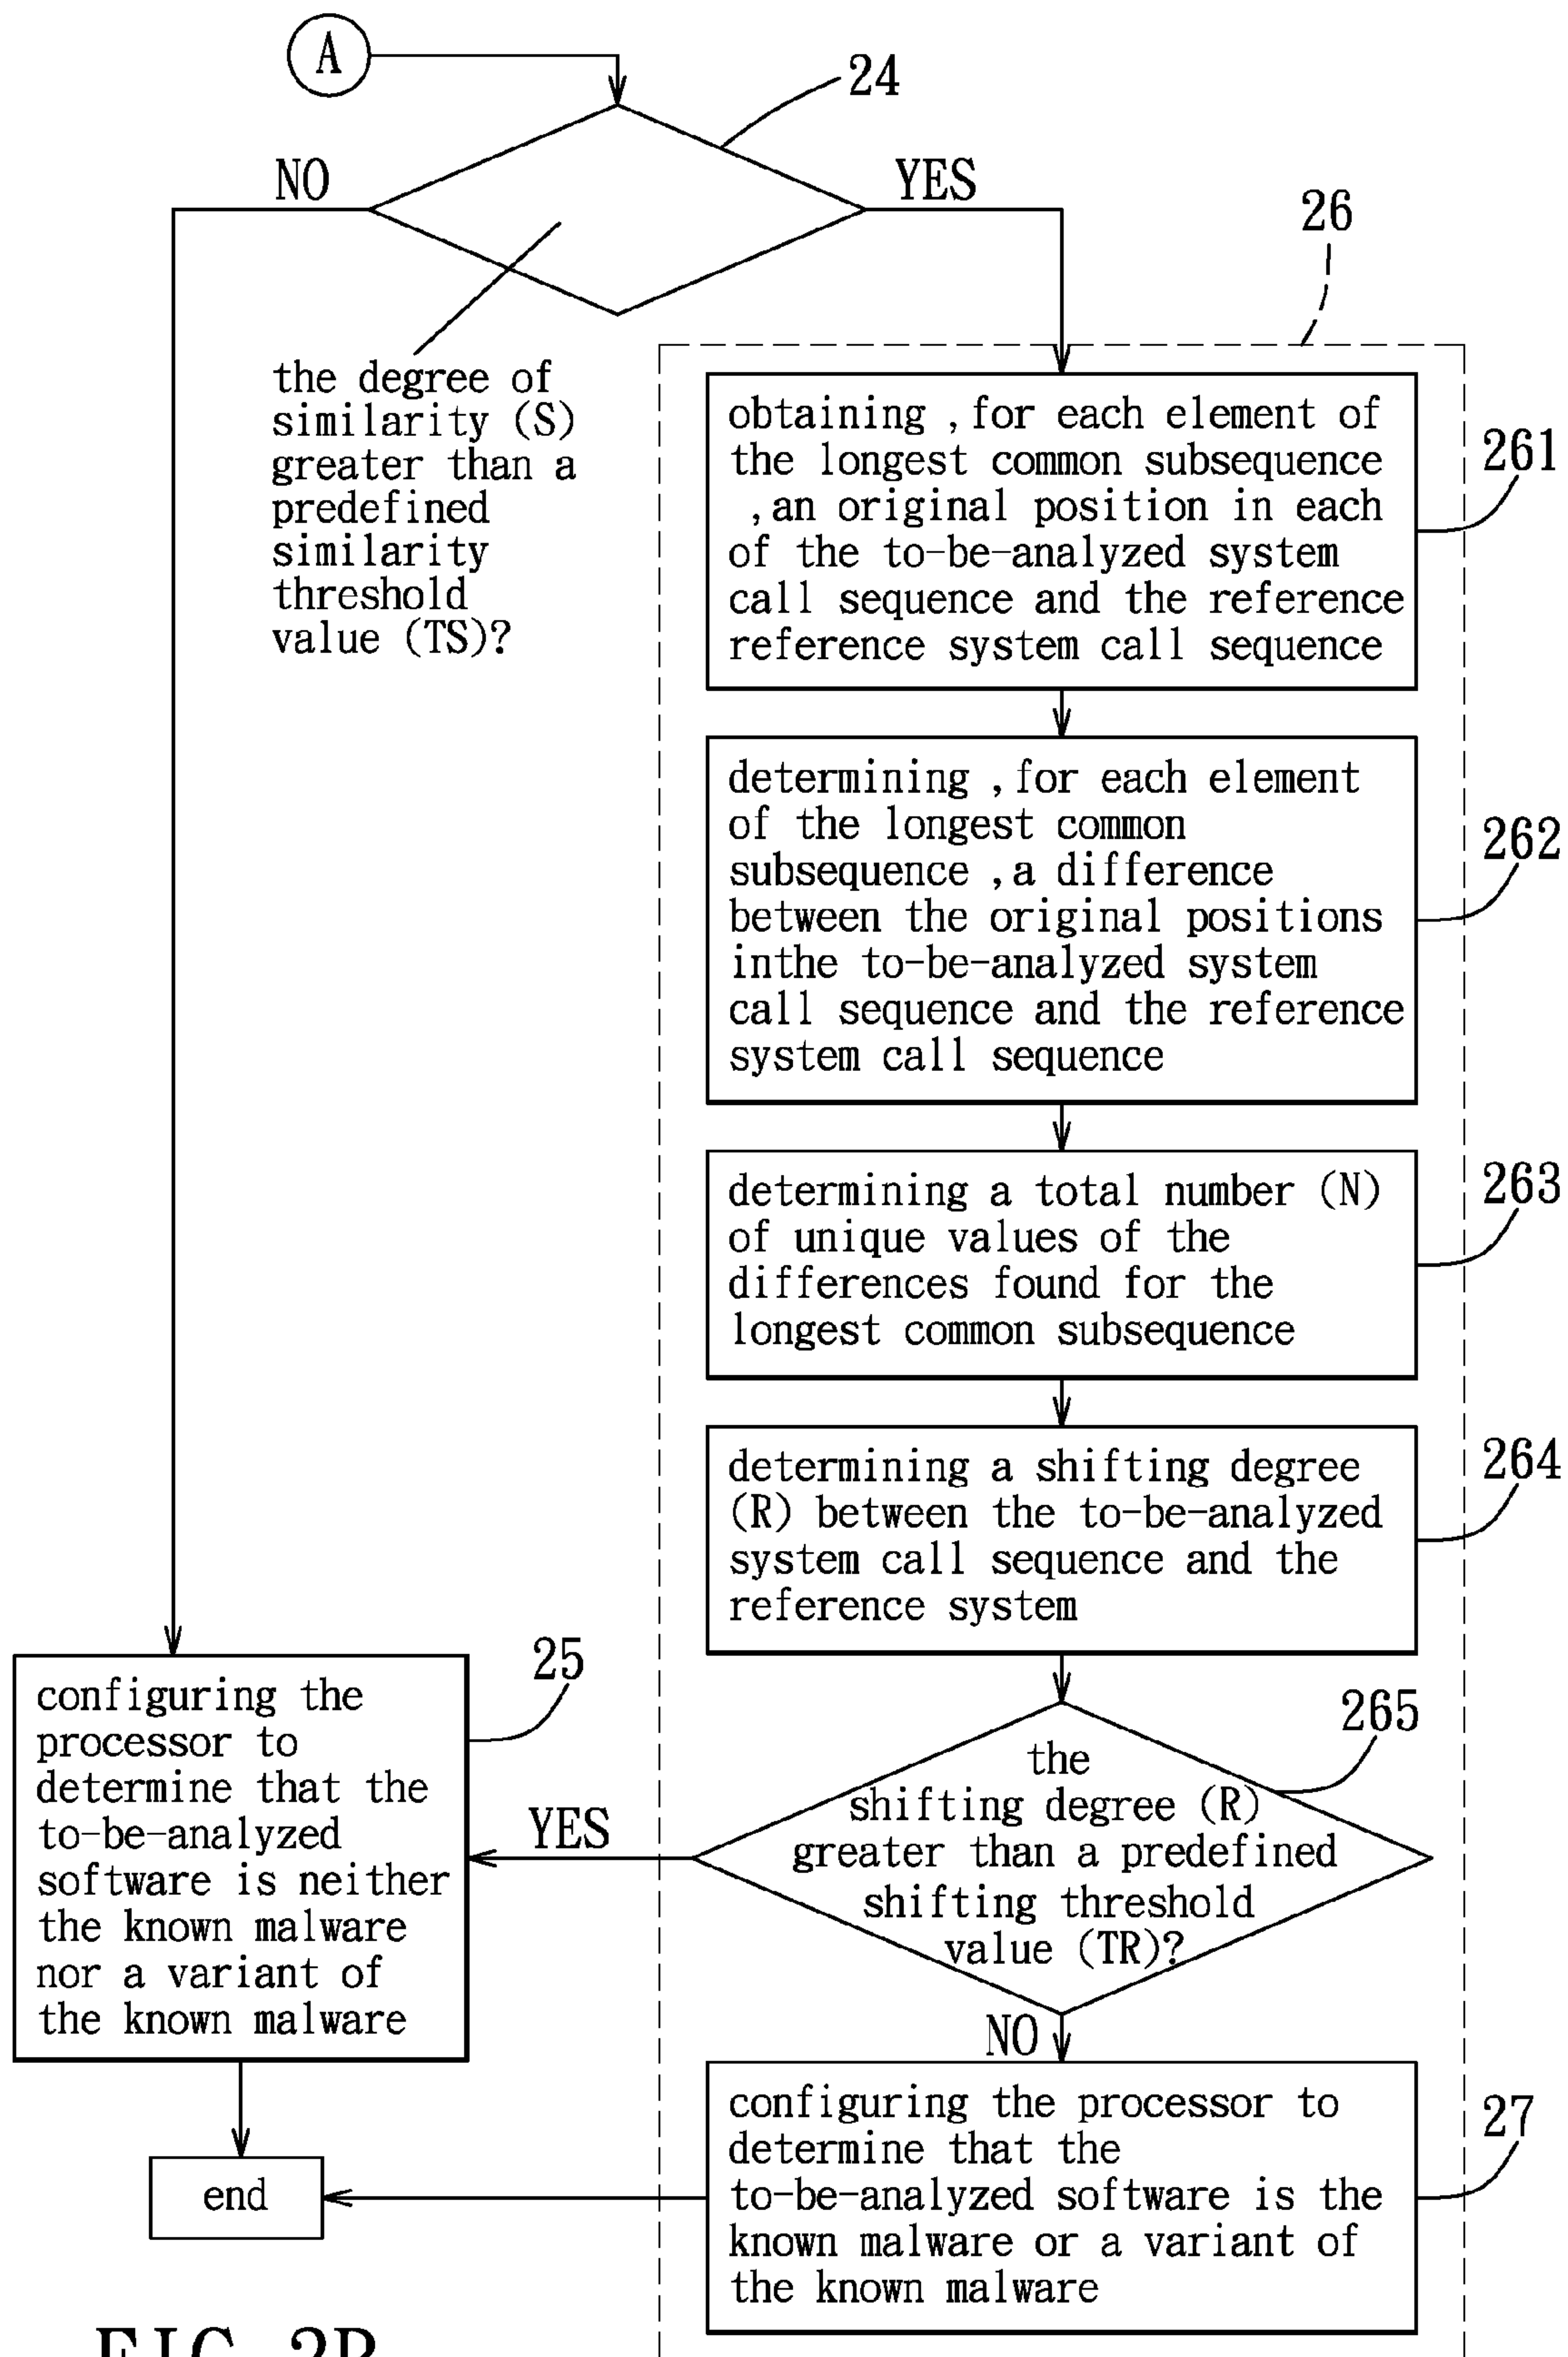 A
24
NO
YES
26
the degree of
similarity (S)
greater than a
predefined
similarity
threshold
value (TS)?
obtaining ,for each element of
the longest common subsequence
,an original position in each
of the to-be-analyzed system
call sequence and the reference
reference system call sequence
261
determining ,for each element
of the longest common
subsequence ,a difference
between the original positions
inthe to-be-analyzed system
call sequence and the reference
system call sequence
262
determining a total number (N)
of unique values of the
differences found for the
longest common subsequence
263
determining a shifting degree
(R) between the to-be-analyzed
system call sequence and the
reference system
264
25
configuring the
processor to
determine that the
to-be-analyzed
software is neither
the known malware
nor a variant of
the known malware
265
the
shifting degree (R)
greater than a predefined
shifting threshold
value (TR)?
YES
NO
configuring the processor to
determine that the
to-be-analyzed software is the
known malware or a variant of
the known malware
27
end